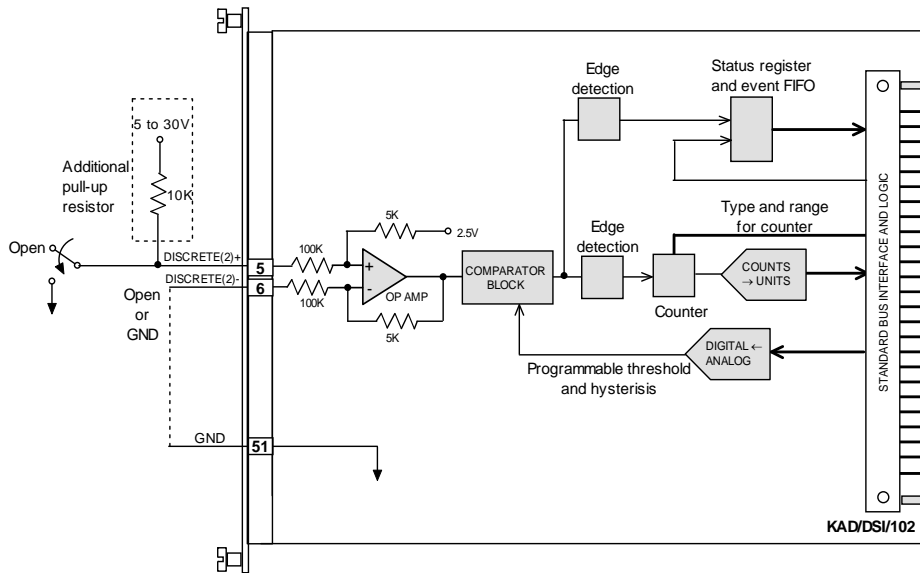 5 to 30V
Additional
pull-up
resistor
10K
Open
DISCRETE(2)+
5
DISCRETE(2)-
6
Open
or
GND
GND
51
100K
100K
5K
2.5V
+
-
OP AMP
5K
COMPARATOR
BLOCK
Programmable threshold
and hysterisis
Edge
detection
Status register
and event FIFO
Edge
detection
Type and range
for counter
Counter
COUNTS
→ UNITS
DIGITAL ←
ANALOG
STANDARD BUS INTERFACE AND LOGIC
KAD/DSI/102